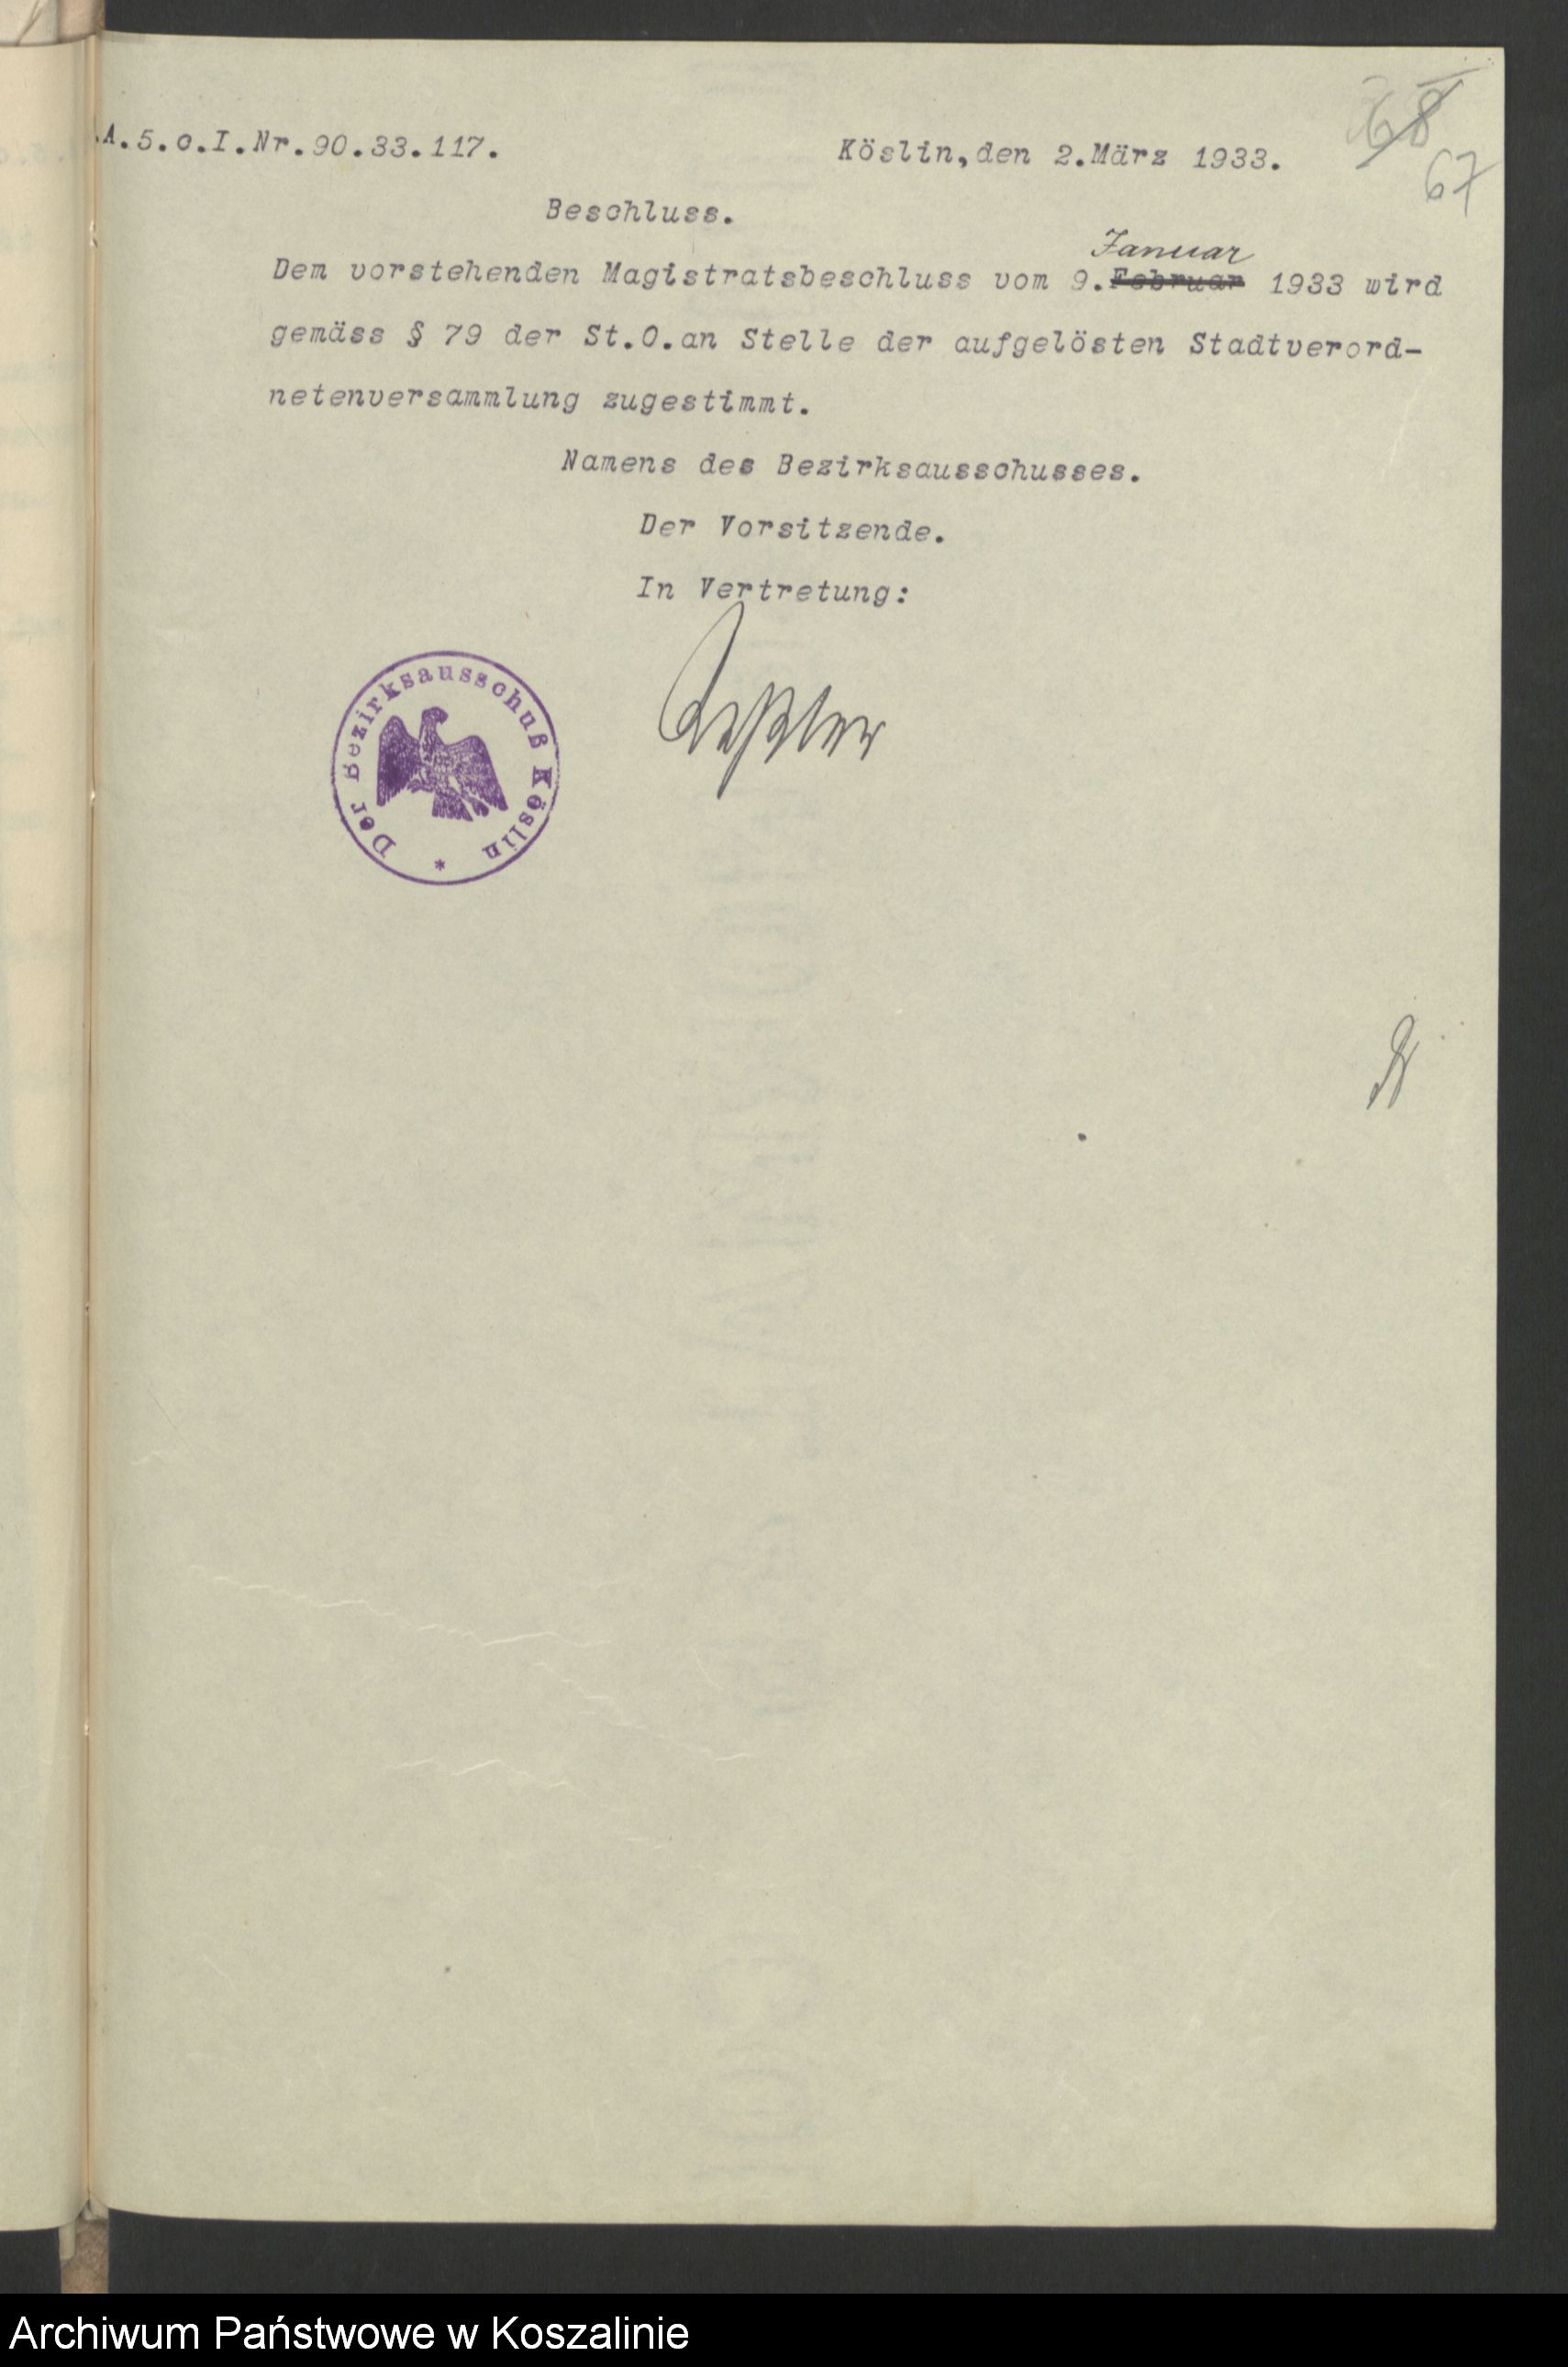 A.5.c.I.Nr.90.33.117.
Köslin,den 2.März 1933.
68
67
Beschluss.
Januar
Dem vorstehenden Magistratsbeschluss vom 9.Februar 1933 wird
gemäss § 79 der St.O.an Stelle der aufgelösten Stadtverord-
netenversammlung zugestimmt.
Namens des Bezirksausschusses.
Der Vorsitzende.
In Vertretung:
Der Bezirksausschuß Köslin *
Archiwum Państwowe w Koszalinie